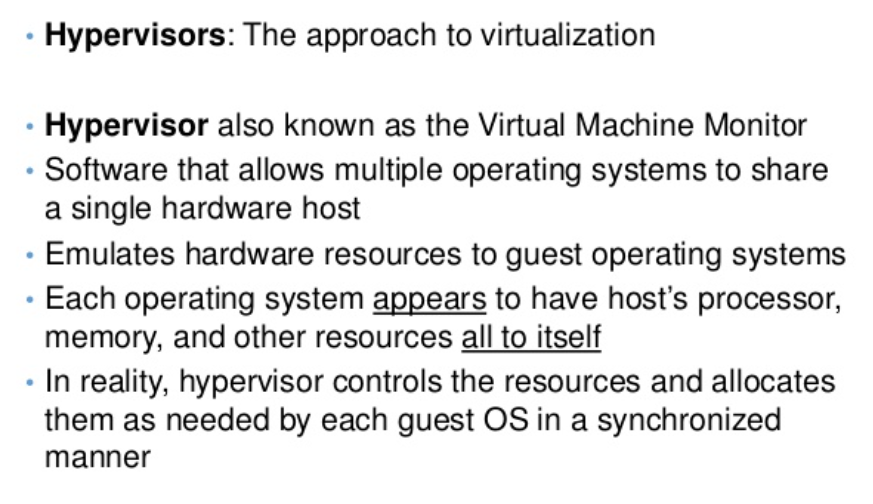 • Hypervisors: The approach to virtualization
• Hypervisor also known as the Virtual Machine Monitor
• Software that allows multiple operating systems to share
a single hardware host
• Emulates hardware resources to guest operating systems
• Each operating system appears to have host's processor,
memory, and other resources all to itself
• In reality, hypervisor controls the resources and allocates
them as needed by each guest OS in a synchronized
manner